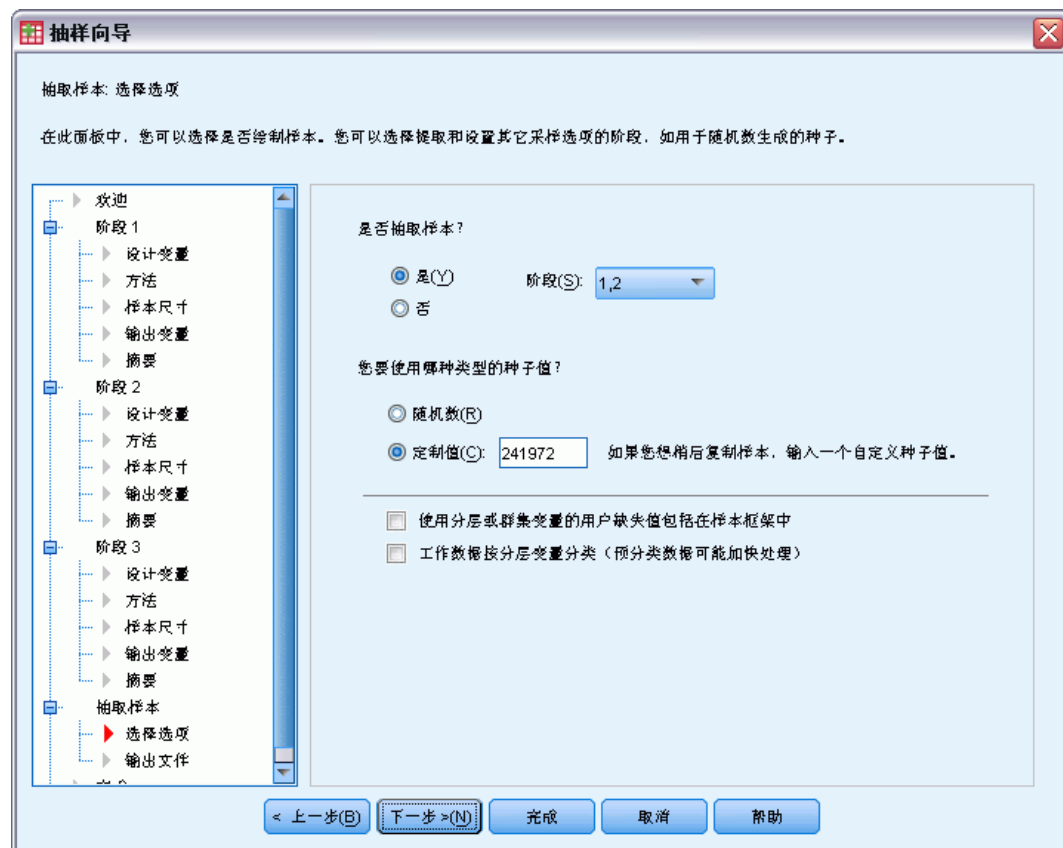 抽样向导
抽取样本: 选择选项
在此面板中，您可以选择是否绘制样本。您可以选择提取和设置其它采样选项的阶段，如用于随机数生成的种子。
欢迎
阶段 1
设计变量
方法
样本尺寸
输出变量
摘要
阶段 2
设计变量
方法
样本尺寸
输出变量
摘要
阶段 3
设计变量
方法
样本尺寸
输出变量
摘要
抽取样本
选择选项
输出文件
是否抽取样本?
是(Y) 阶段(S): 1,2
否
您要使用哪种类型的种子值?
随机数(R)
定制值(C): 241972 如果您想稍后复制样本，输入一个自定义种子值。
使用分层或群集变量的用户缺失值包括在样本框架中
工作数据按分层变量分类（预分类数据可能加快处理）
< 上一步(B) 下一步 >(N) 完成 取消 帮助